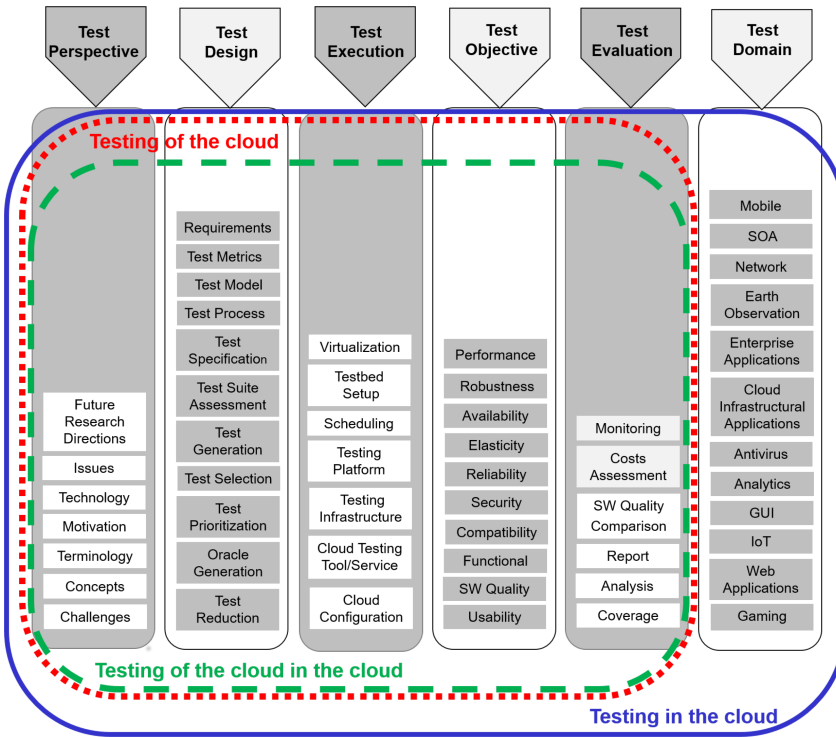 Test
Perspective
Test
Design
Test
Execution
Test
Objective
Test
Evaluation
Test
Domain
Testing of the cloud
Future
Research
Directions
Issues
Technology
Motivation
Terminology
Concepts
Challenges
Requirements
Test Metrics
Test Model
Test Process
Test
Specification
Test Suite
Assessment
Test
Generation
Test Selection
Test
Prioritization
Oracle
Generation
Test
Reduction
Virtualization
Testbed
Setup
Scheduling
Testing
Platform
Testing
Infrastructure
Cloud Testing
Tool/Service
Cloud
Configuration
Performance
Robustness
Availability
Elasticity
Reliability
Security
Compatibility
Functional
SW Quality
Usability
Monitoring
Costs
Assessment
SW Quality
Comparison
Report
Analysis
Coverage
Mobile
SOA
Network
Earth
Observation
Enterprise
Applications
Cloud
Infrastructural
Applications
Antivirus
Analytics
GUI
IoT
Web
Applications
Gaming
Testing of the cloud in the cloud
Testing in the cloud